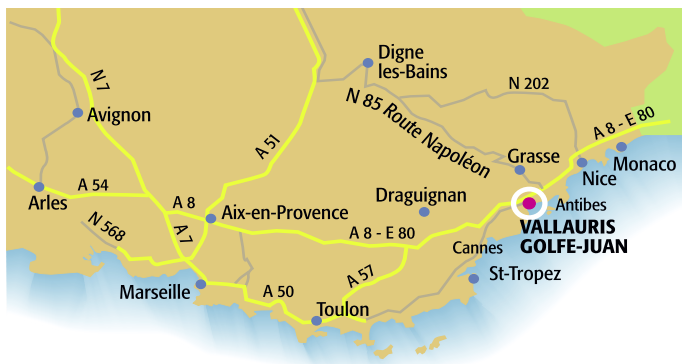 Digne
les-Bains
N 7
N 202
N 85 Route Napoléon
Avignon
A 8 - E 80
A 51
Grasse
Monaco
Nice
A 54
Arles
A 8
Draguignan
Antibes
Aix-en-Provence
N 568
A 7
A 8 - E 80
VALLAURIS
GOLFE-JUAN
Cannes
A 57
St-Tropez
Marseille
A 50
Toulon